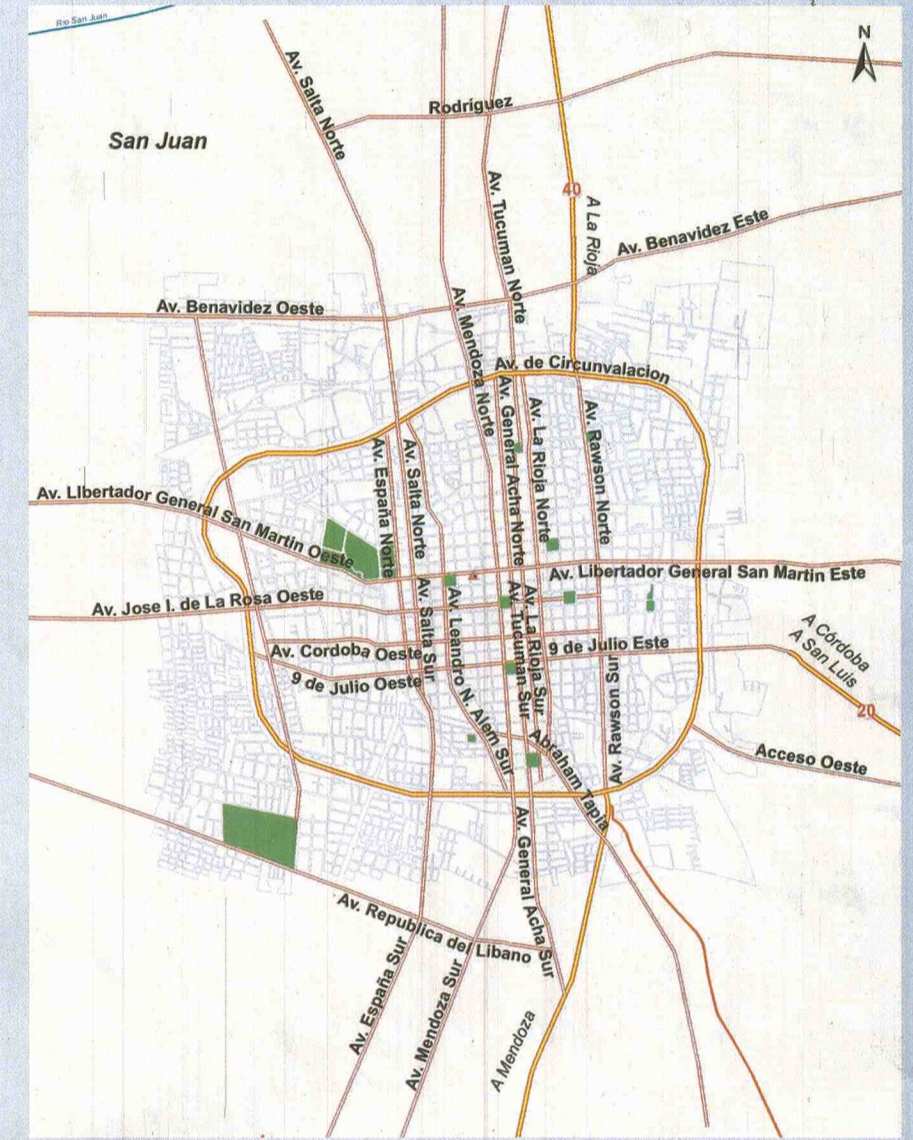 Rio San Juan
N
Av. Salta Norte
Rodríguez
San Juan
Av. Tucuman Norte
40
A La Rioja
Av. Benavidez Este
Av. Benavidez Oeste
Av. Mendoza Norte
Av. de Circunvalacion
Av. General Acha Norte
Av. La Rioja Norte
Av. Rawson Norte
Av. España Norte
Av. Salta Norte
Av. LIbertador General San Martin Oeste
Av. Libertador General San Martin Este
Av. Jose I. de La Rosa Oeste
Av. Salta Sur
Av. Leandro N. Alem Sur
Av. Tucuman Sur
Av. La Rioja Sur
Av. Cordoba Oeste
9 de Julio Este
9 de Julio Oeste
Av. Rawson Sur
A Córdoba
A San Luis
20
Acceso Oeste
Abraham Tapia
Av. General Acha Sur
Av. Republica del Libano
Av. España Sur
Av. Mendoza Sur
A Mendoza